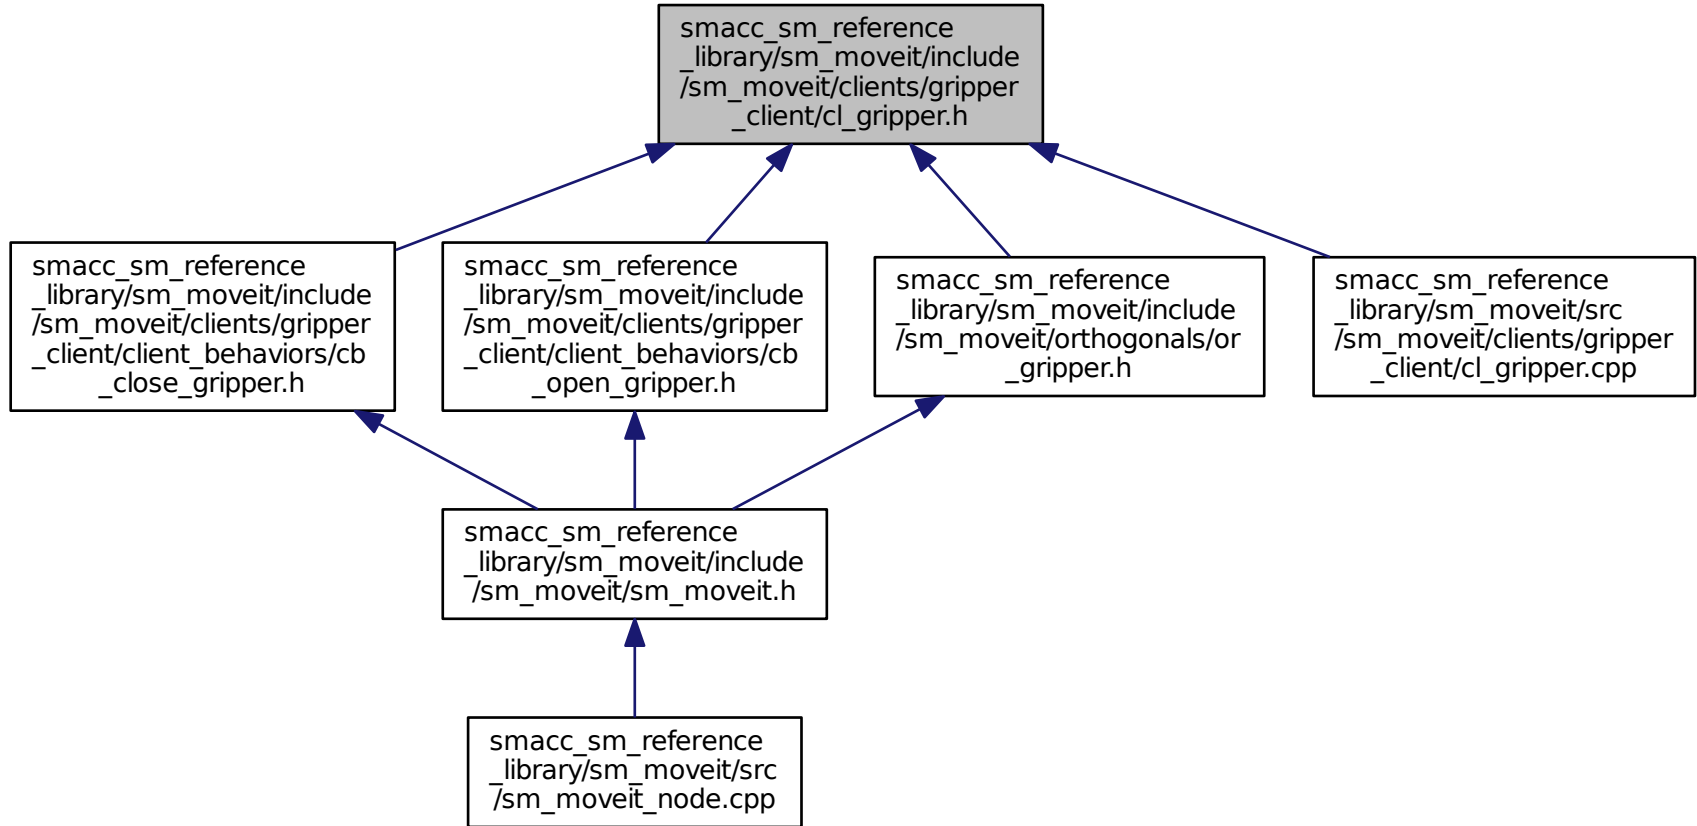 smacc_sm_reference
_library/sm_moveit/include
/sm_moveit/clients/gripper
_client/cl_gripper.h
smacc_sm_reference
_library/sm_moveit/include
/sm_moveit/clients/gripper
_client/client_behaviors/cb
_close_gripper.h
smacc_sm_reference
_library/sm_moveit/include
/sm_moveit/clients/gripper
_client/client_behaviors/cb
_open_gripper.h
smacc_sm_reference
_library/sm_moveit/include
/sm_moveit/orthogonals/or
_gripper.h
smacc_sm_reference
_library/sm_moveit/src
/sm_moveit/clients/gripper
_client/cl_gripper.cpp
smacc_sm_reference
_library/sm_moveit/include
/sm_moveit/sm_moveit.h
smacc_sm_reference
_library/sm_moveit/src
/sm_moveit_node.cpp